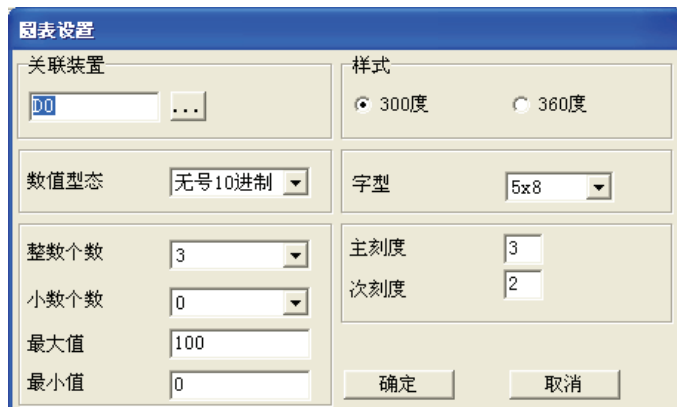 圆表设置
关联装置
D0
...
样式
300度
360度
数值型态
无号10进制
字型
5x8
整数个数
3
小数个数
0
最大值
100
最小值
0
主刻度
3
次刻度
2
确定
取消